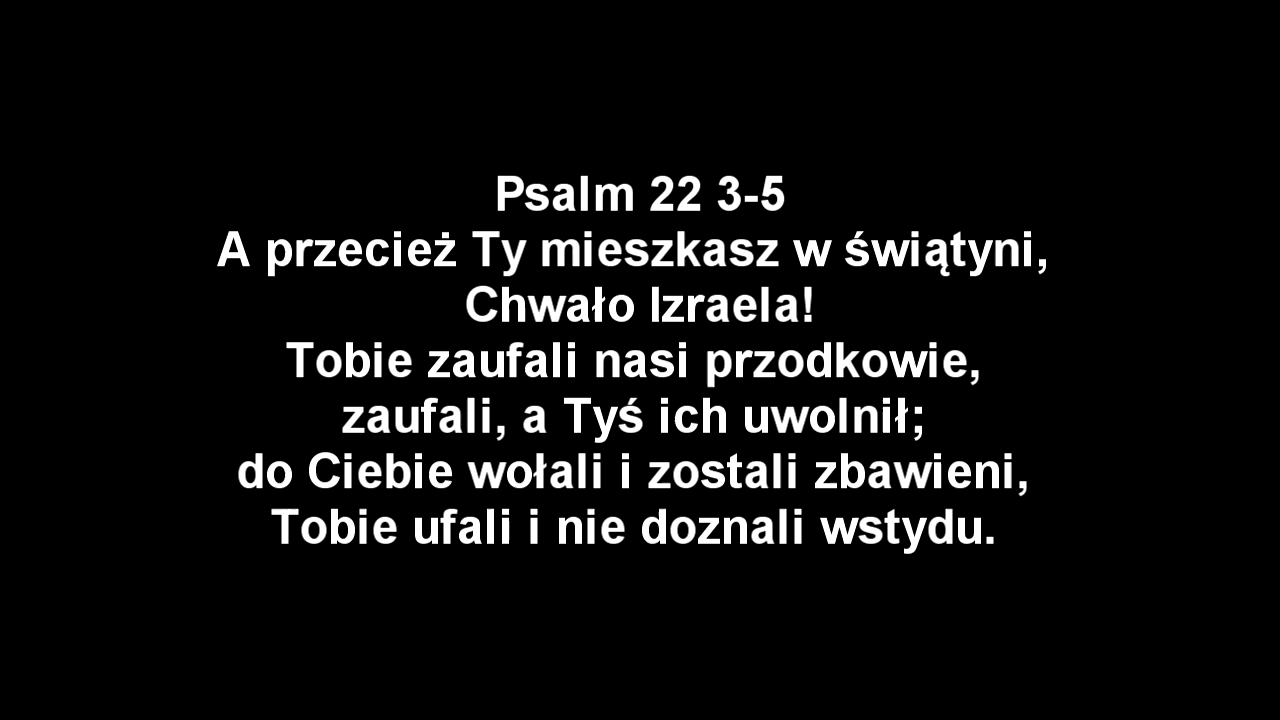 Psalm 22 3-5
A przecież Ty mieszkasz w świątyni,
Chwało Izraela!
Tobie zaufali nasi przodkowie,
zaufali, a Tyś ich uwolnił;
do Ciebie wołali i zostali zbawieni,
Tobie ufali i nie doznali wstydu.